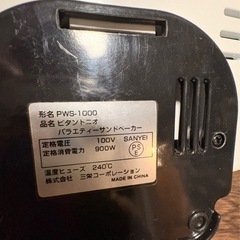 形名 PWS-1000
品名 ビタントニオ
バラエティーサンドベーカー
定格電圧 100V SANYEI
定格消費電力 900W PS E
温度ヒューズ 240℃
株式会社 三栄コーポレーション
MADE IN CHINA